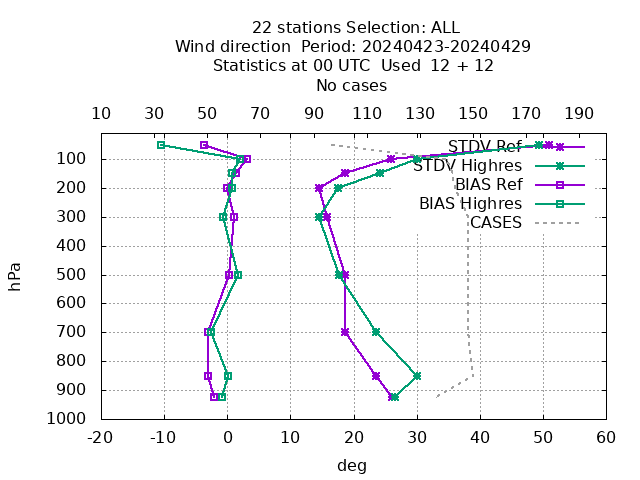 22 stations Selection: ALL
Wind direction  Period: 20240423-20240429
Statistics at 00 UTC  Used  12 + 12
No cases
10 30 50 70 90 110 130 150 170 190
STDV Ref
STDV Highres
BIAS Ref
BIAS Highres
CASES
hPa
100
200
300
400
500
600
700
800
900
1000
-20 -10 0 10 20 30 40 50 60
deg